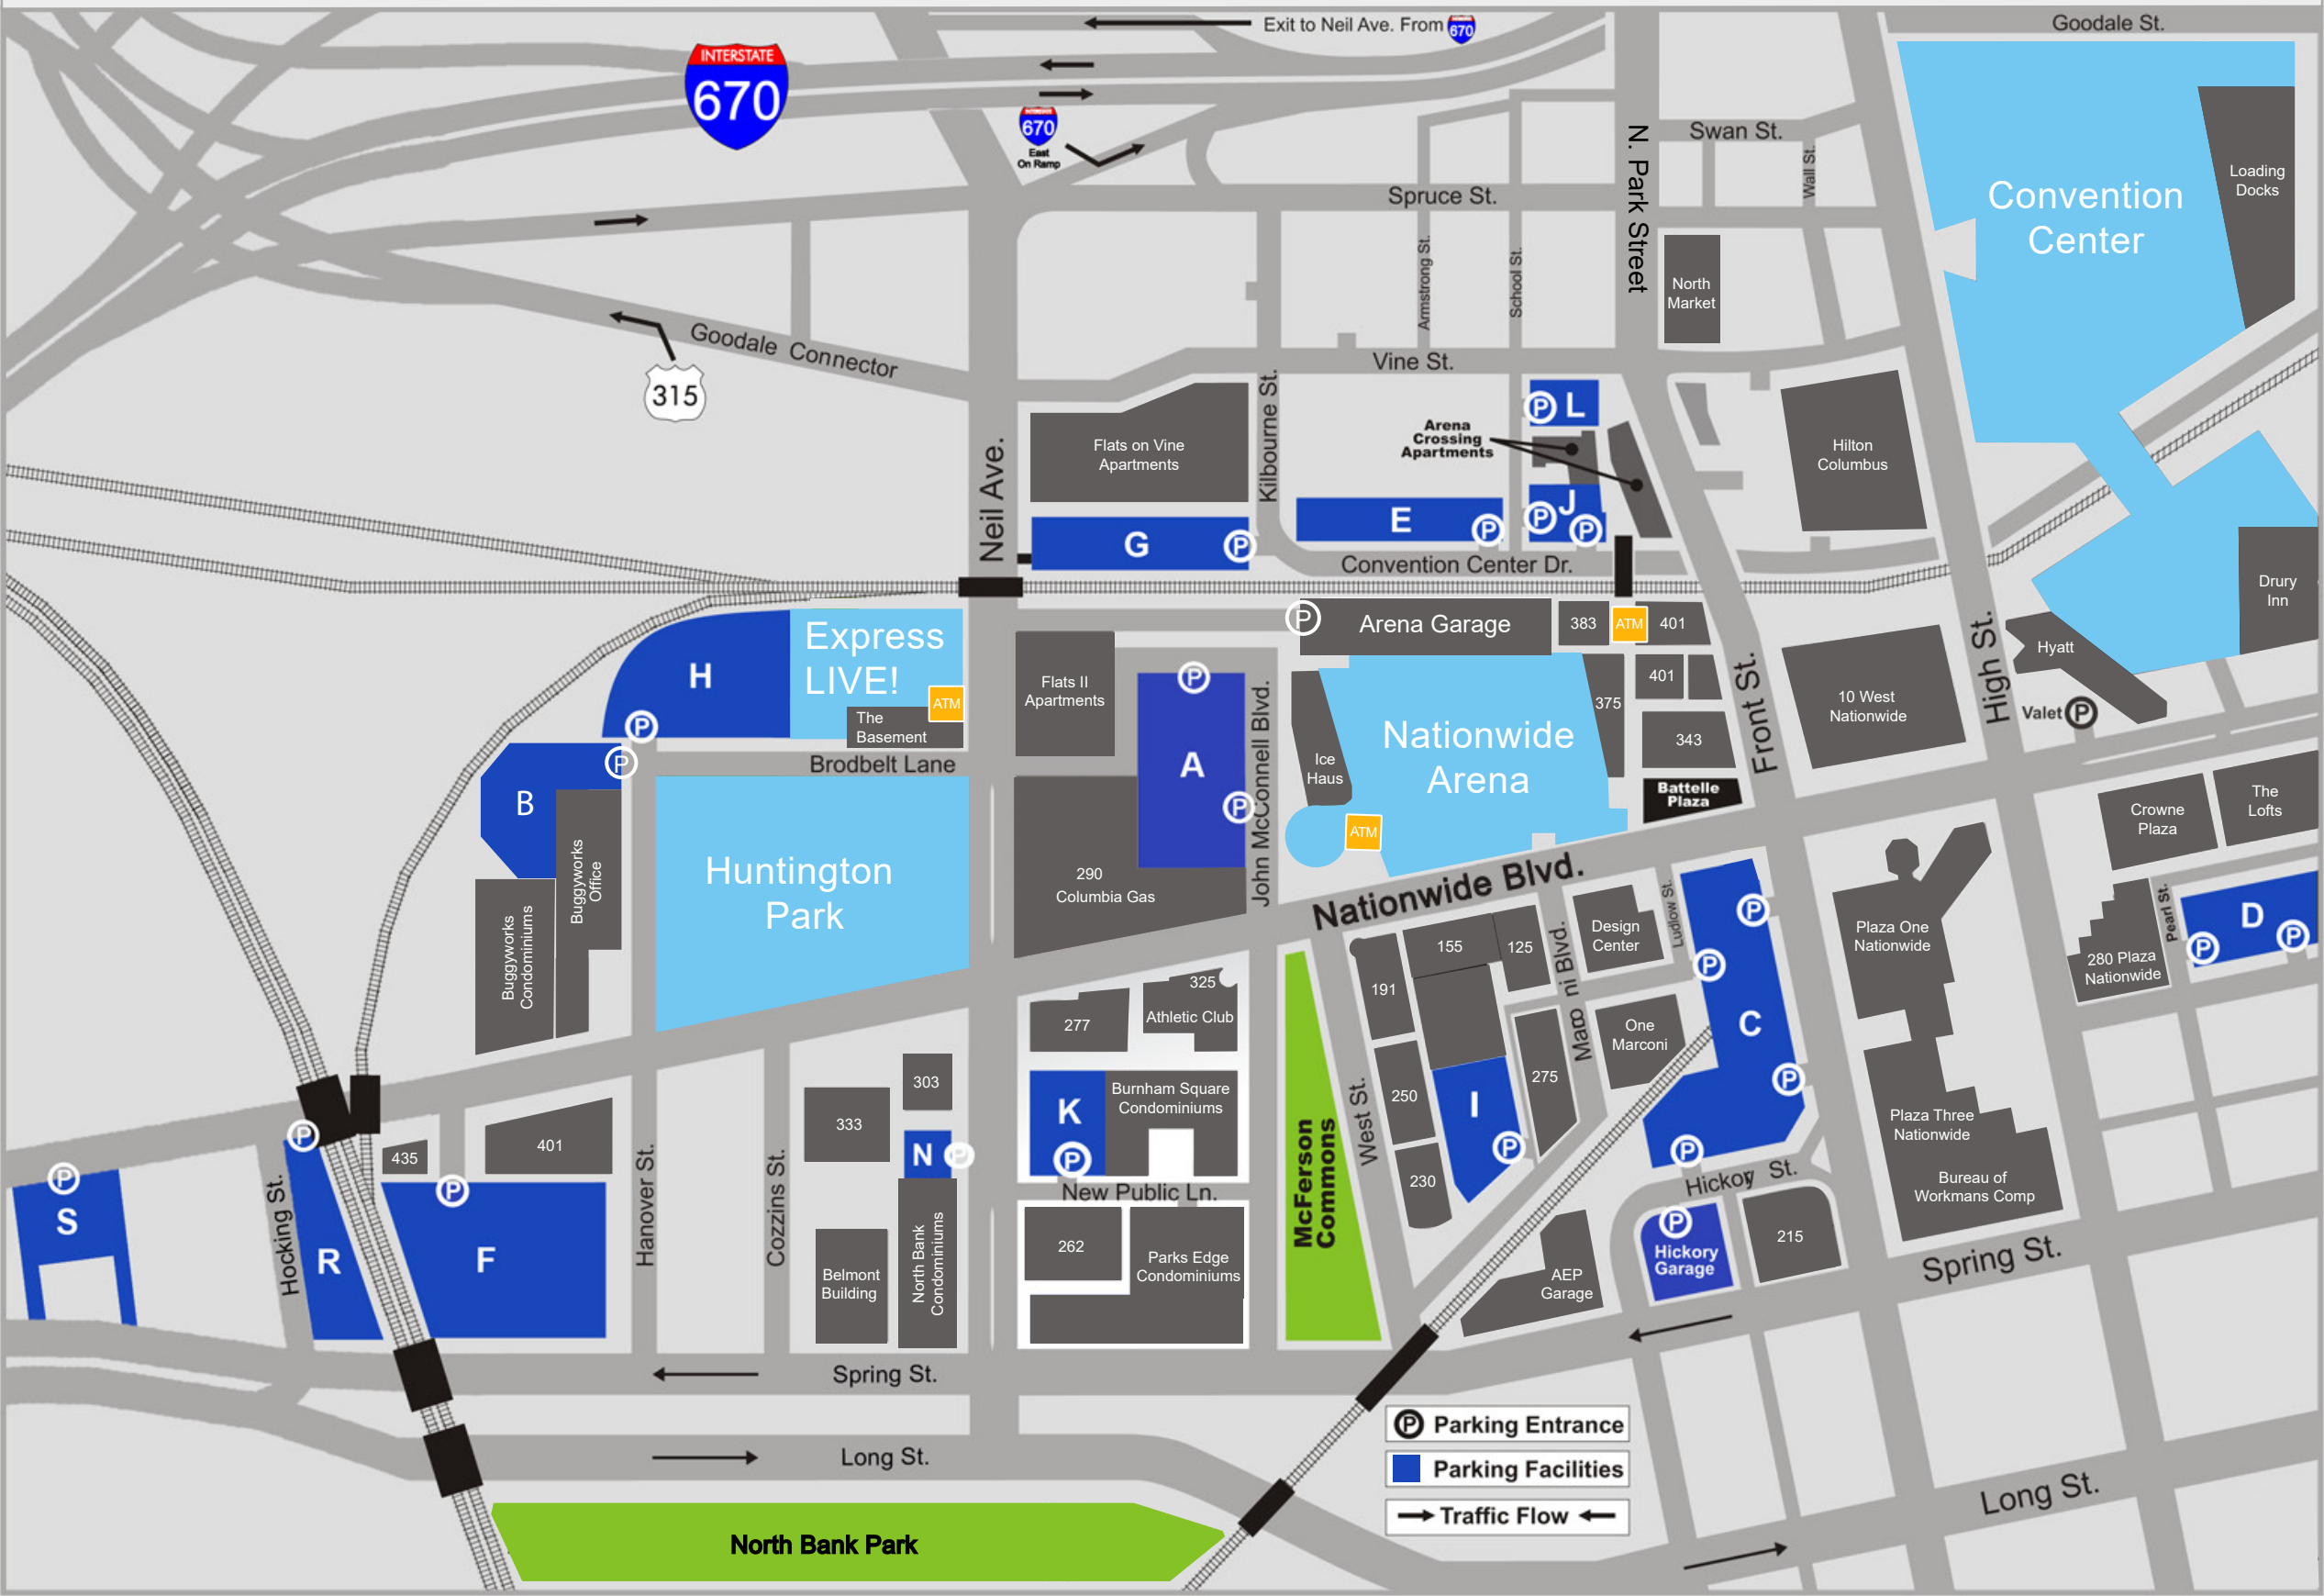 Exit to Neil Ave. From
670
Goodale St.
INTERSTATE
670
670
East
On Ramp
N. Park Street
Swan St.
Wall St.
Convention
Center
Loading
Docks
Spruce St.
Armstrong St.
School St.
North
Market
Goodale Connector
315
Vine St.
Kilbourne St.
Neil Ave.
Flats on Vine
Apartments
P
L
Arena
Crossing
Apartments
Hilton
Columbus
G
P
E
P
J
P
P
Convention Center Dr.
Drury
Inn
Express
LIVE!
H
P
ATM
The
Basement
Flats II
Apartments
P
Arena Garage
383
ATM
401
401
375
343
Battelle
Plaza
Front St.
10 West
Nationwide
High St.
Hyatt
Valet
P
Brodbelt Lane
P
B
Buggyworks
Office
Buggyworks
Condominiums
Huntington
Park
P
A
P
290
Columbia Gas
John McConnell Blvd.
Ice
Haus
Nationwide
Arena
ATM
Nationwide Blvd.
Crowne
Plaza
The
Lofts
Pearl St.
D
P
P
280 Plaza
Nationwide
Plaza One
Nationwide
Design
Center
Ludlow St.
P
P
C
P
P
155
125
191
Marc ni Blvd.
One
Marconi
275
250
I
P
230
West St.
McFerson
Commons
277
325
Athletic Club
K
P
Burnham Square
Condominiums
New Public Ln.
262
Parks Edge
Condominiums
303
333
N
P
North Bank
Condominiums
Belmont
Building
Cozzins St.
Hanover St.
401
435
P
F
P
R
Hocking St.
P
S
Plaza Three
Nationwide
Bureau of
Workmans Comp
Hickory St.
P
Hickory
Garage
215
AEP
Garage
Spring St.
Spring St.
Long St.
Long St.
North Bank Park
P Parking Entrance
Parking Facilities
Traffic Flow